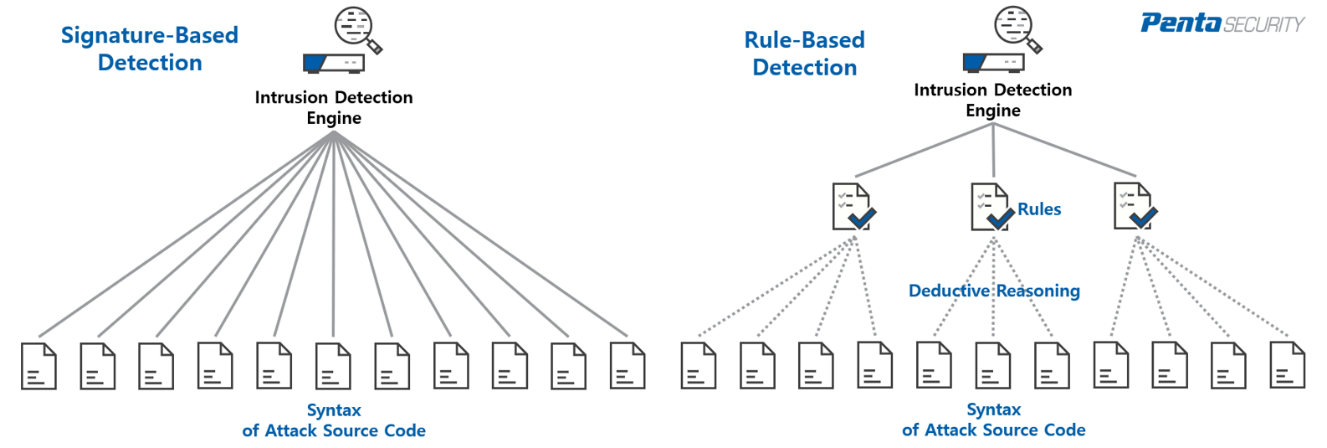 Signature-Based
Detection
Intrusion Detection
Engine
Syntax
of Attack Source Code
Rule-Based
Detection
Penta SECURITY
Intrusion Detection
Engine
Rules
Deductive Reasoning
Syntax
of Attack Source Code